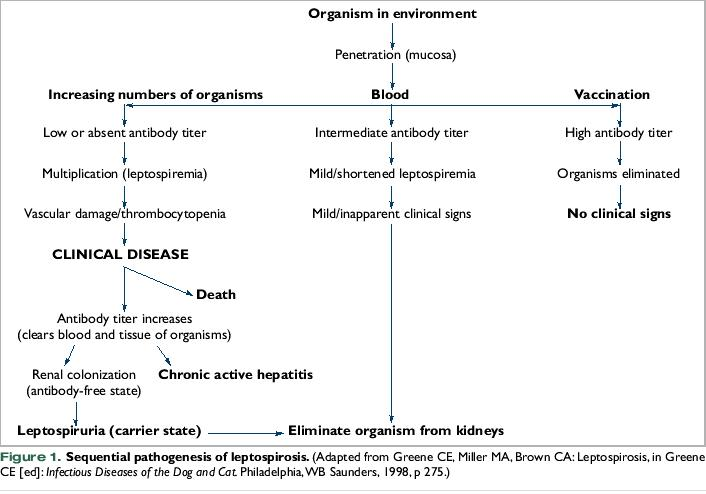 Organism in environment
Penetration (mucosa)
Increasing numbers of organisms
Blood
Vaccination
Low or absent antibody titer
Intermediate antibody titer
High antibody titer
Multiplication (leptospiremia)
Mild/shortened leptospiremia
Organisms eliminated
Vascular damage/thrombocytopenia
Mild/inapparent clinical signs
No clinical signs
CLINICAL DISEASE
Death
Antibody titer increases
(clears blood and tissue of organisms)
Renal colonization
(antibody-free state)
Chronic active hepatitis
Leptospiruria (carrier state)
Eliminate organism from kidneys
Figure 1. Sequential pathogenesis of leptospirosis. (Adapted from Greene CE, Miller MA, Brown CA: Leptospirosis, in Greene
CE [ed]: Infectious Diseases of the Dog and Cat. Philadelphia, WB Saunders, 1998, p 275.)